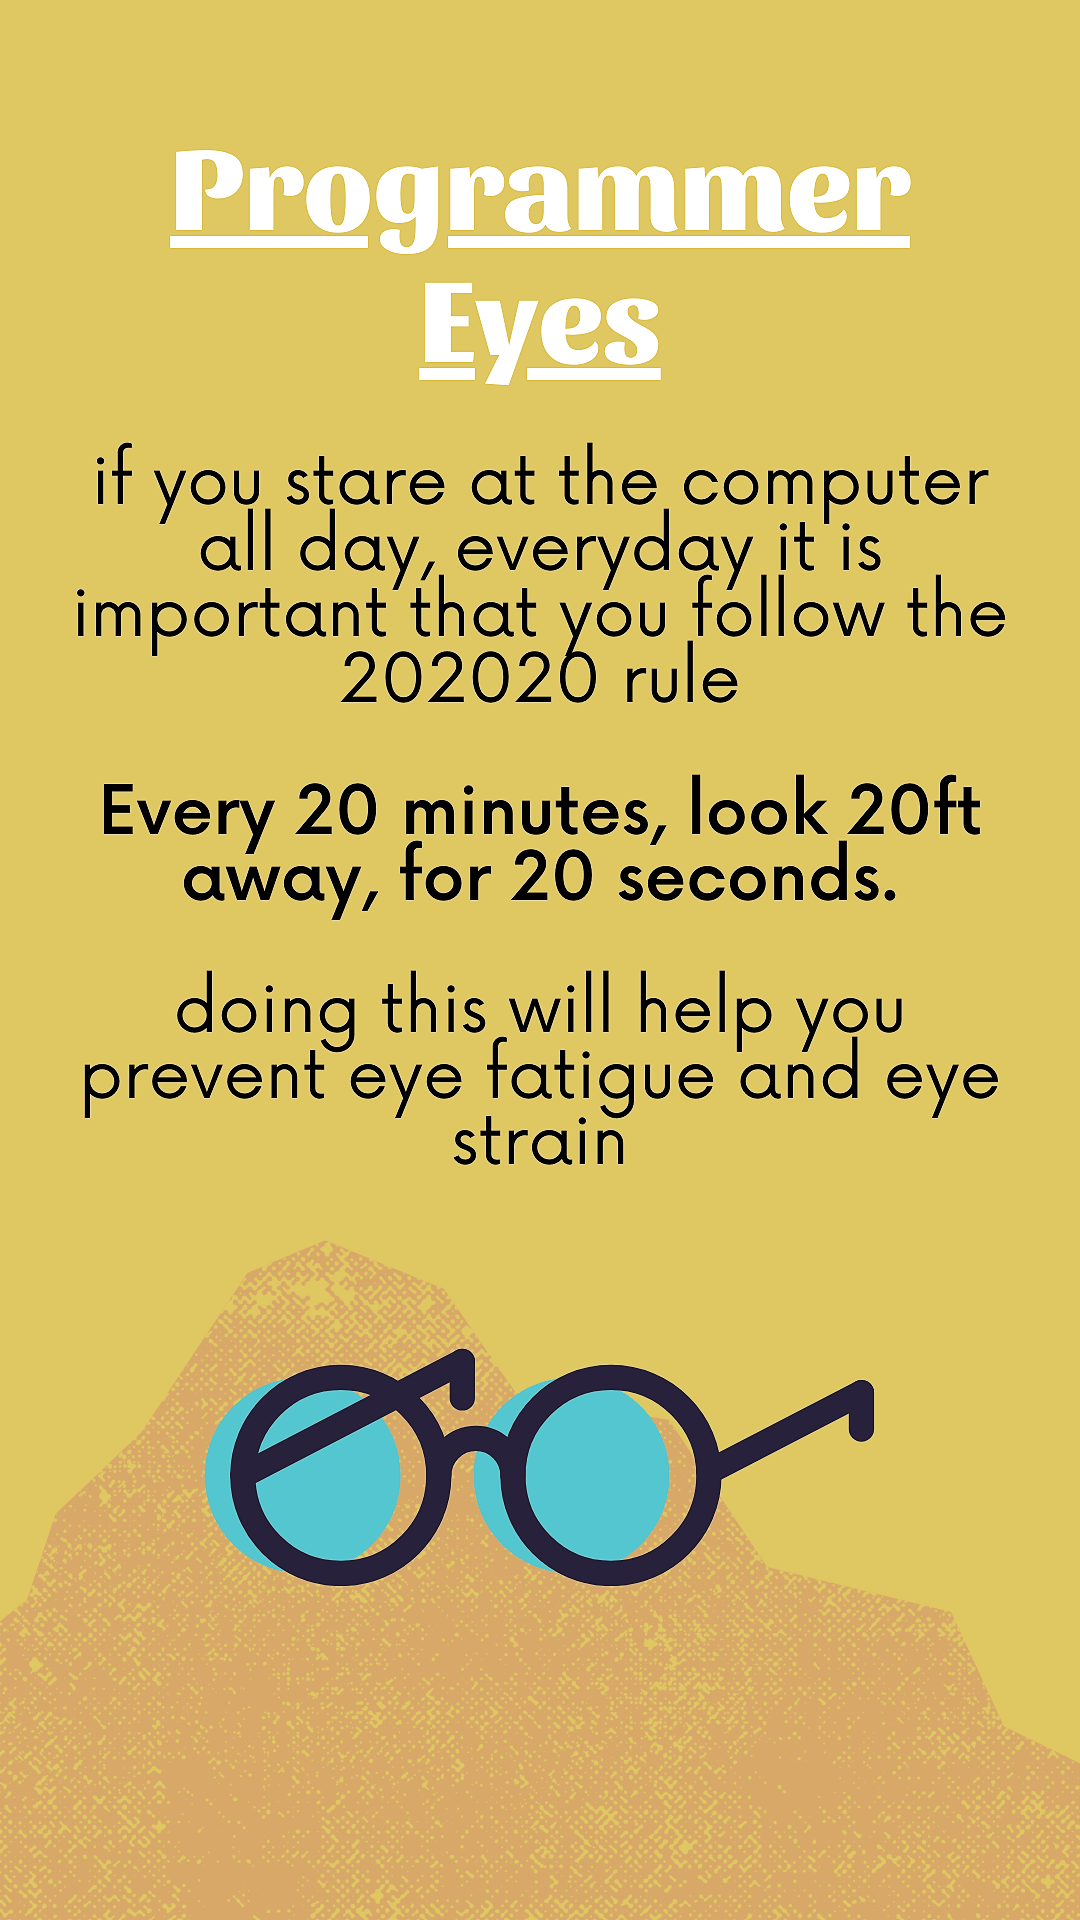 Programmer
Eyes
if you stare at the computer
all day, everyday it is
important that you follow the
202020 rule
Every 20 minutes, look 20ft
away, for 20 seconds.
doing this will help you
prevent eye fatigue and eye
strain